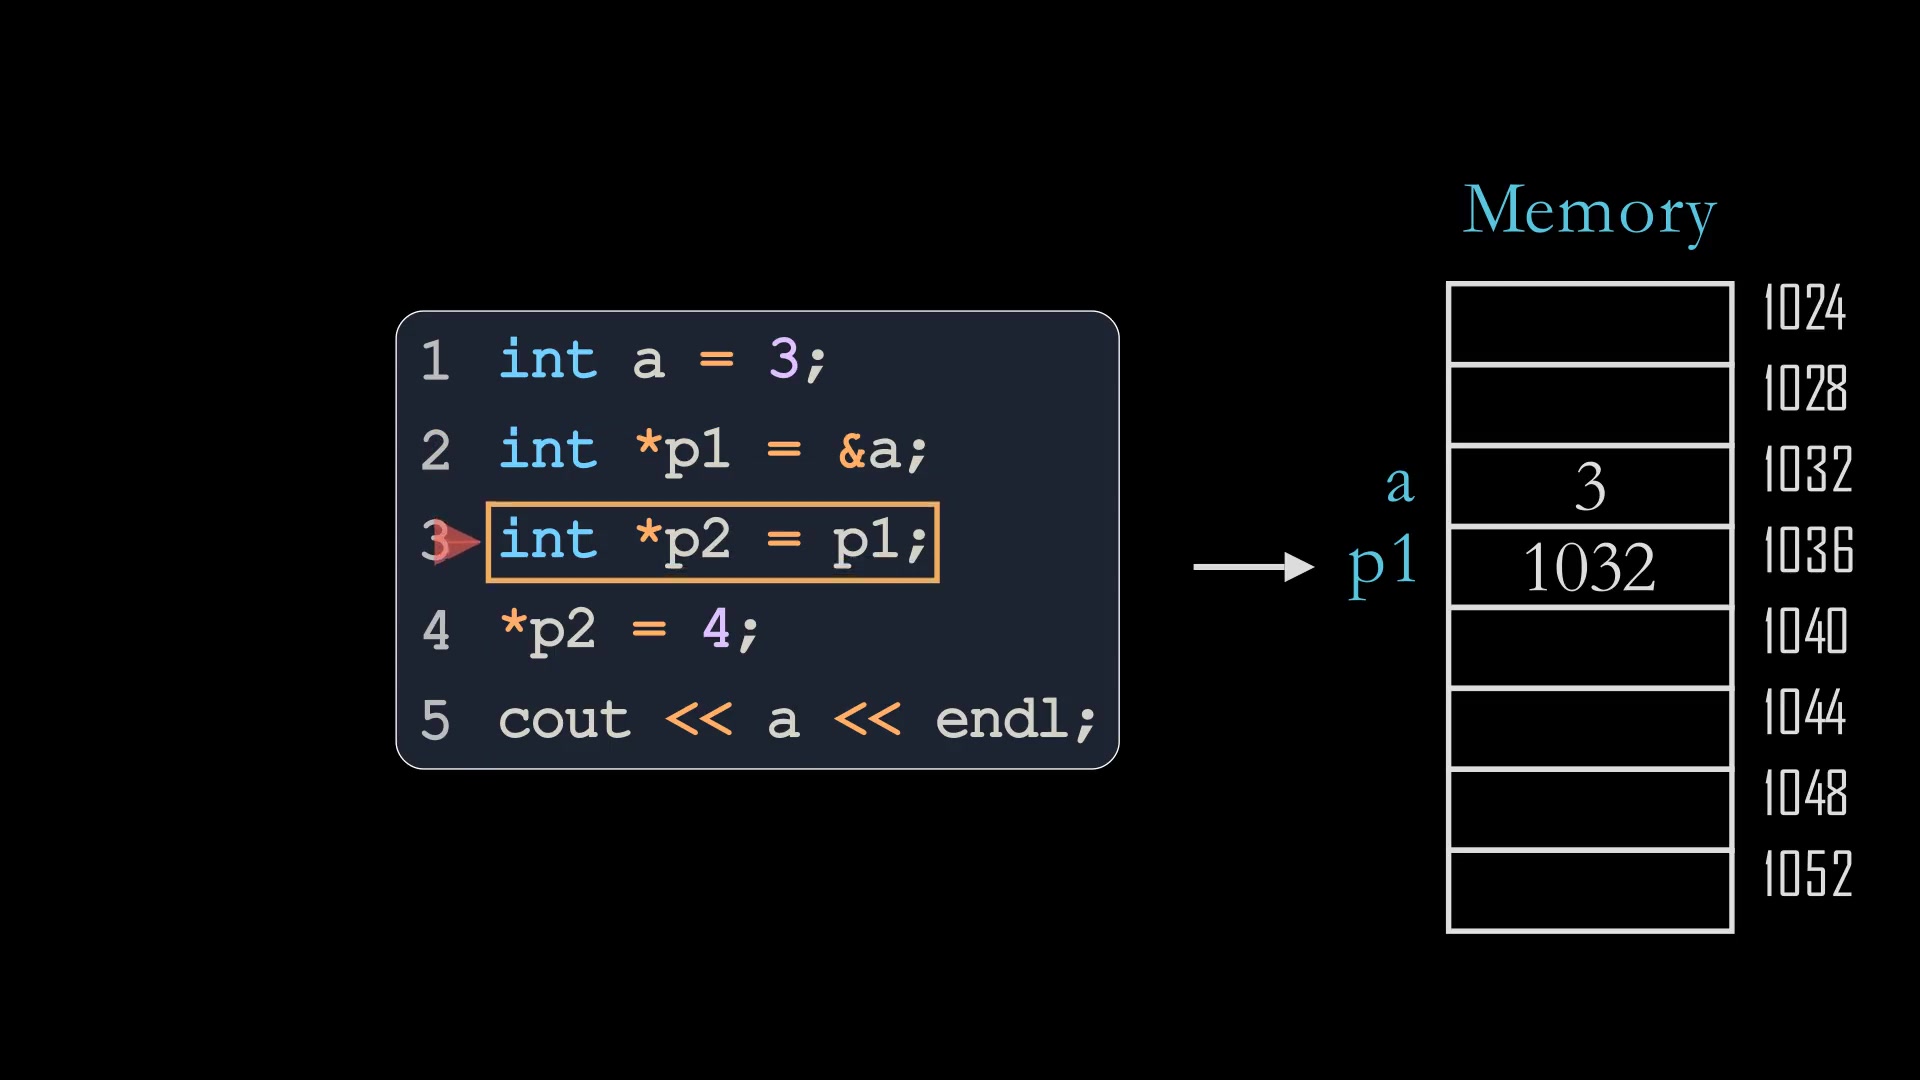 1 int a = 3;
2 int *p1 = &a;
3 int *p2 = p1;
4 *p2 = 4;
5 cout << a << endl;
Memory
1024
1028
a 3 1032
p1 1032 1036
1040
1044
1048
1052